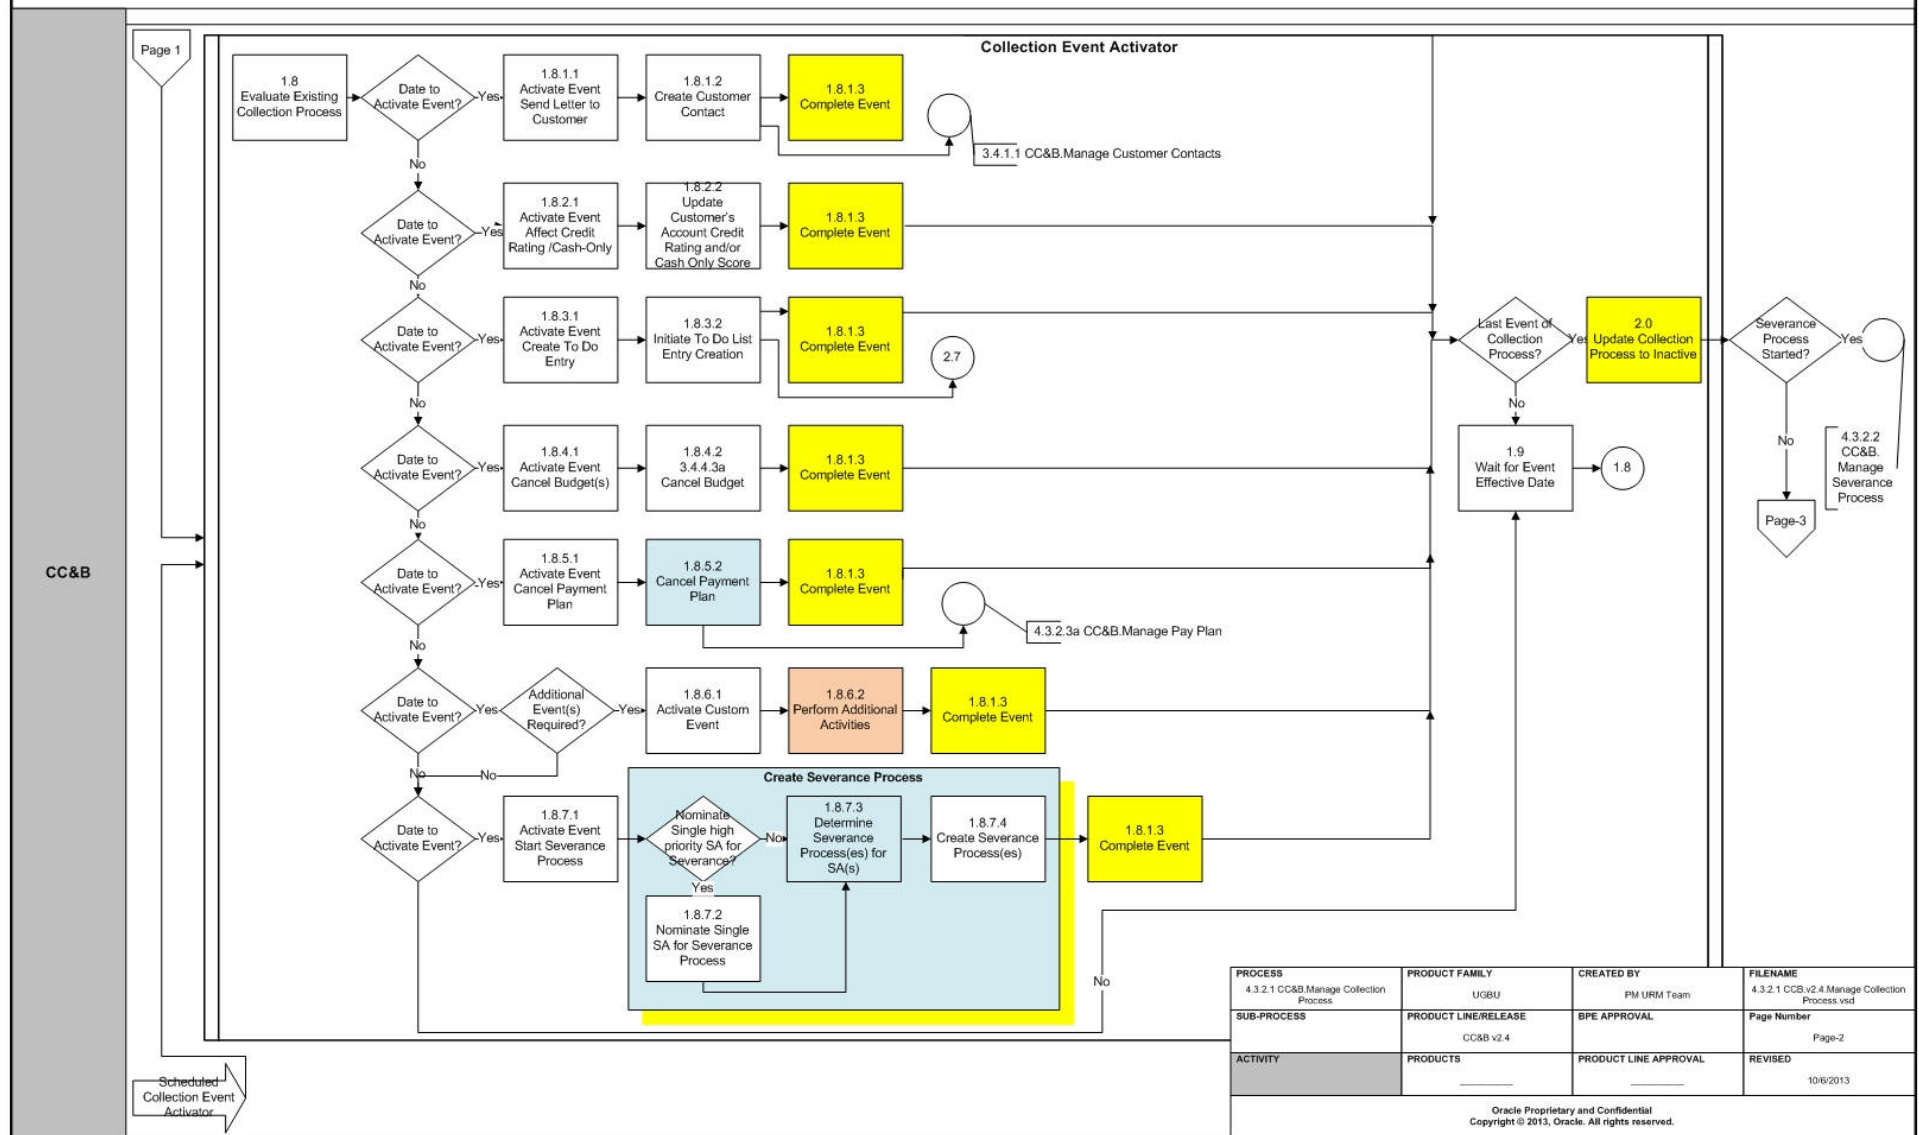 CC&B
Page 1
Collection Event Activator
1.8
Evaluate Existing
Collection Process
Date to
Activate Event?
Yes
1.8.1.1
Activate Event
Send Letter to
Customer
1.8.1.2
Create Customer
Contact
1.8.1.3
Complete Event
3.4.1.1 CC&B.Manage Customer Contacts
No
Date to
Activate Event?
Yes
1.8.2.1
Activate Event
Affect Credit
Rating /Cash-Only
1.8.2.2
Update
Customer's
Account Credit
Rating and/or
Cash Only Score
1.8.1.3
Complete Event
No
Date to
Activate Event?
Yes
1.8.3.1
Activate Event
Create To Do
Entry
1.8.3.2
Initiate To Do List
Entry Creation
1.8.1.3
Complete Event
2.7
Last Event of
Collection
Process?
Yes
2.0
Update Collection
Process to Inactive
Severance
Process
Started?
Yes
No
No
No
1.9
Wait for Event
Effective Date
1.8
4.3.2.2
CC&B.
Manage
Severance
Process
Page-3
Date to
Activate Event?
Yes
1.8.4.1
Activate Event
Cancel Budget(s)
1.8.4.2
3.4.4.3a
Cancel Budget
1.8.1.3
Complete Event
No
Date to
Activate Event?
Yes
1.8.5.1
Activate Event
Cancel Payment
Plan
1.8.5.2
Cancel Payment
Plan
1.8.1.3
Complete Event
4.3.2.3a CC&B.Manage Pay Plan
No
Date to
Activate Event?
Yes
Additional
Event(s)
Required?
Yes
1.8.6.1
Activate Custom
Event
1.8.6.2
Perform Additional
Activities
1.8.1.3
Complete Event
No
No
Create Severance Process
Date to
Activate Event?
Yes
1.8.7.1
Activate Event
Start Severance
Process
Nominate
Single high
priority SA for
Severance?
No
1.8.7.3
Determine
Severance
Process(es) for
SA(s)
1.8.7.4
Create Severance
Process(es)
1.8.1.3
Complete Event
Yes
1.8.7.2
Nominate Single
SA for Severance
Process
No
Scheduled
Collection Event
Activator
PROCESS
4.3.2.1 CC&B.Manage Collection
Process
PRODUCT FAMILY
UGBU
CREATED BY
PM URM Team
FILENAME
4.3.2.1 CCB.v2.4.Manage Collection
Process.vsd
SUB-PROCESS
PRODUCT LINE/RELEASE
CC&B v2.4
BPE APPROVAL
Page Number
Page-2
ACTIVITY
PRODUCTS
____________
PRODUCT LINE APPROVAL
____________
REVISED
10/6/2013
Oracle Proprietary and Confidential
Copyright © 2013, Oracle. All rights reserved.